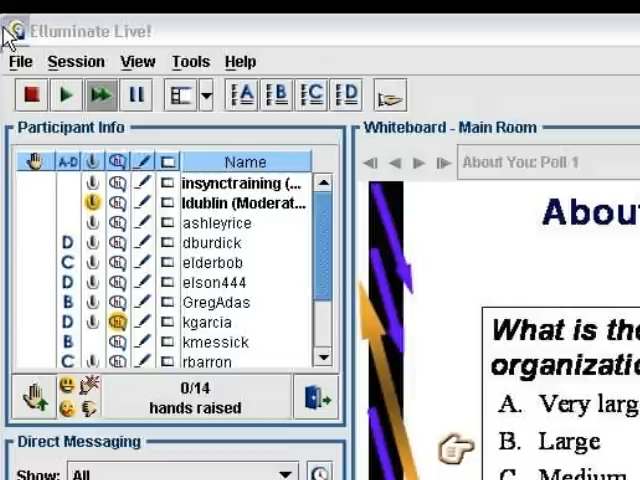 Elluminate Live!
File Session View Tools Help
A B C D
Participant Info
A-D Name
insynctraining (...
ldublin (Moderat...
ashleyrice
D dburdick
C elderbob
D elson444
B GregAdas
D kgarcia
B kmessick
C rbarron
0/14
hands raised
Direct Messaging
Show: All
Whiteboard - Main Room
About You: Poll 1
Abou
What is the
organizatio
A. Very larg
B. Large
C. Medium